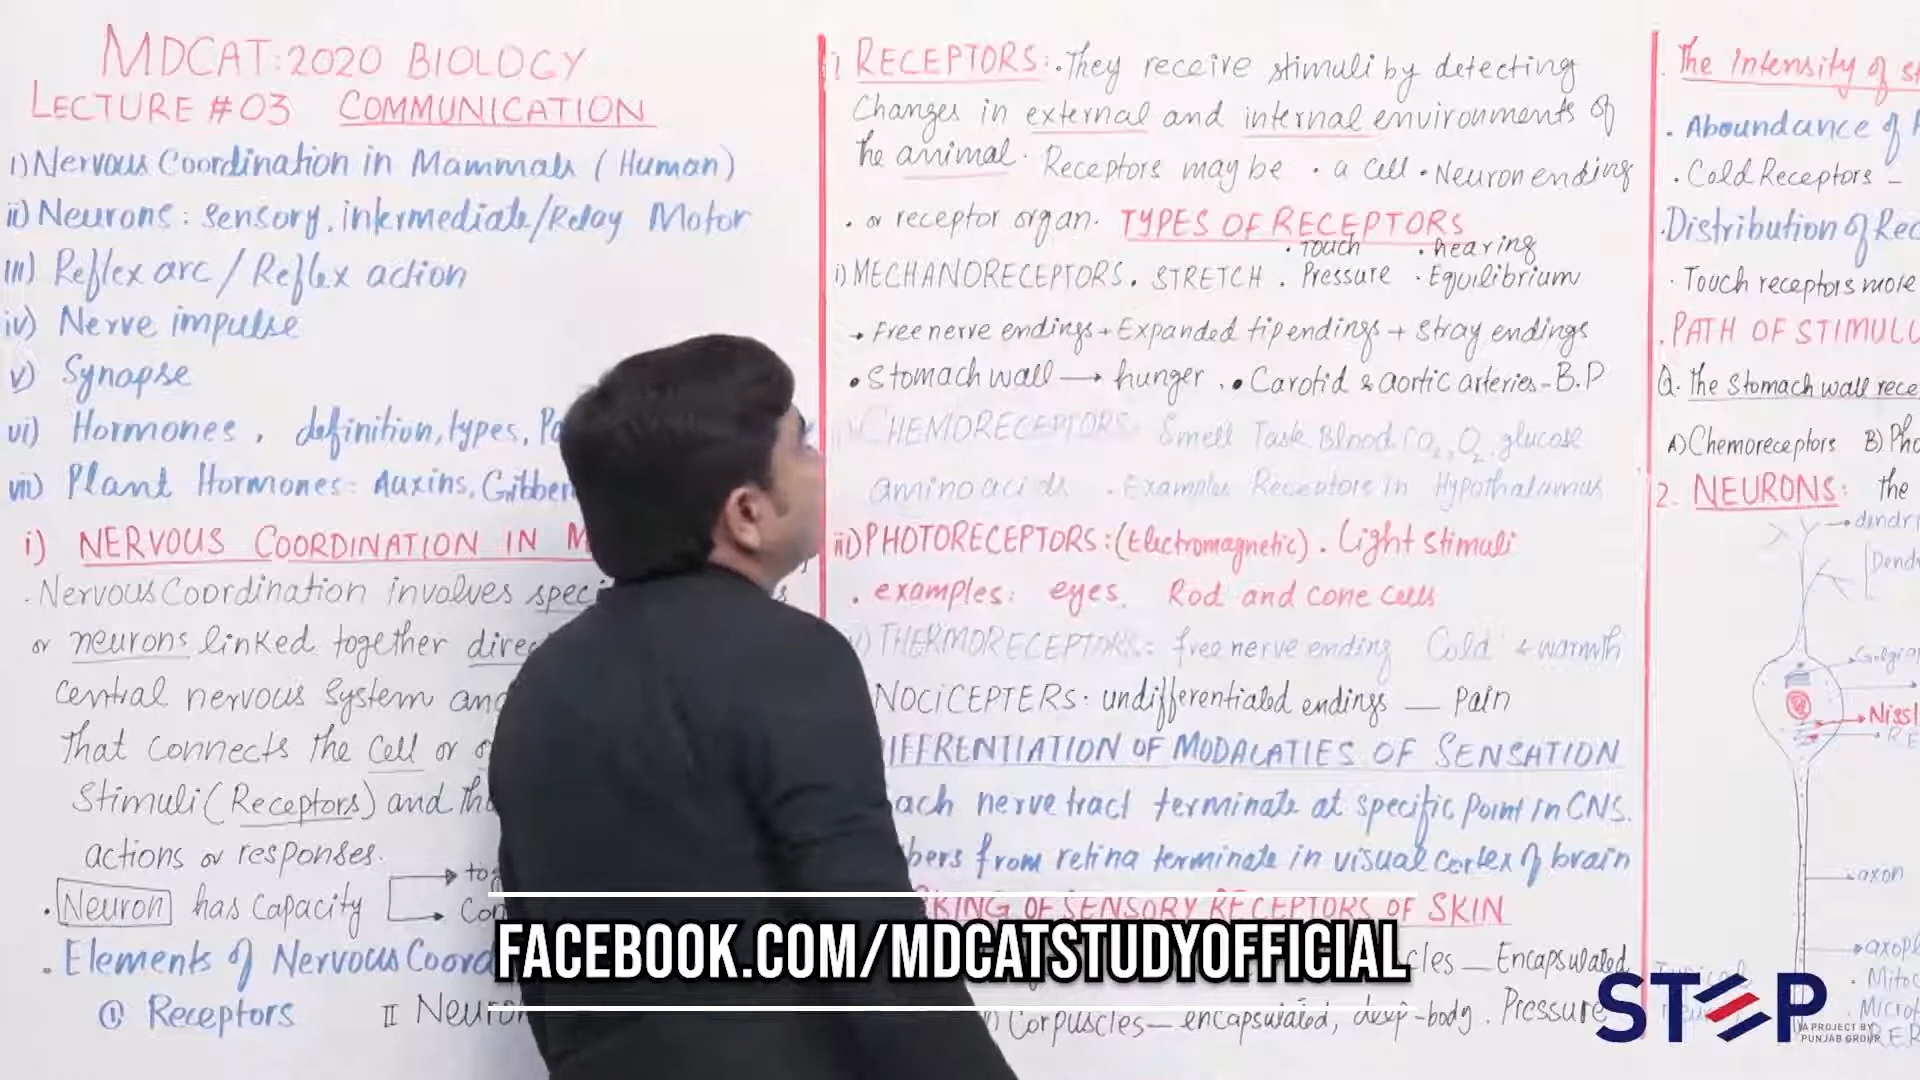 MDCAT:2020 BIOLOGY
LECTURE #03 COMMUNICATION
i) Nervous Coordination in Mammals (Human)
ii) Neurons: sensory, intermediate/Relay Motor
iii) Reflex arc / Reflex action
iv) Nerve impulse
v) Synapse
vi) Hormones, definition, types,
vii) Plant Hormones: Auxins,
i) NERVOUS COORDINATION IN
. Nervous Coordination involves
or neurons linked together
central nervous system and
that connects the cell or
Stimuli (Receptors) and
actions or responses.
. Neuron has capacity
. Elements of Nervous
① Receptors II
i RECEPTORS: . They receive stimuli by detecting
Changes in external and internal environments of
the animal. Receptors may be . a cell . Neuron ending
. or receptor organ. TYPES OF RECEPTORS
. Touch . hearing
i) MECHANORECEPTORS. STRETCH . Pressure . Equilibrium
→ Free nerve endings + Expanded tip endings + stray endings
• Stomach wall → hunger . • Carotid & aortic arteries - B.P
CHEMORECEPTORS: Smell Taste Blood CO₂, O₂, glucose
amino acids . Examples Receptors in Hypothalamus
iii) PHOTORECEPTORS: (Electromagnetic) . Light stimuli
. examples: eyes. Rod and cone cells
) THERMORECEPTORS: free nerve ending Cold & warmth
NOCICEPTERS: undifferentiated endings — Pain
IFFRENTIATION OF MODALATIES OF SENSATION
ach nerve tract terminate at specific point in CNS.
bers from retina terminate in visual cortex of brain
KING OF SENSORY RECEPTORS OF SKIN
cles — Encapsulated
Corpuscles — encapsulated, deep-body . Pressure
The intensity of
. Aboundance of
. Cold Receptors -
. Distribution of
. Touch receptors more
. PATH OF
Q. The Stomach wall
A) Chemoreceptors B)
2. NEURONS: the
Nissl
axon
FACEBOOK.COM/MDCATSTUDYOFFICIAL
STEP
A PROJECT BY
PUNJAB GROUP